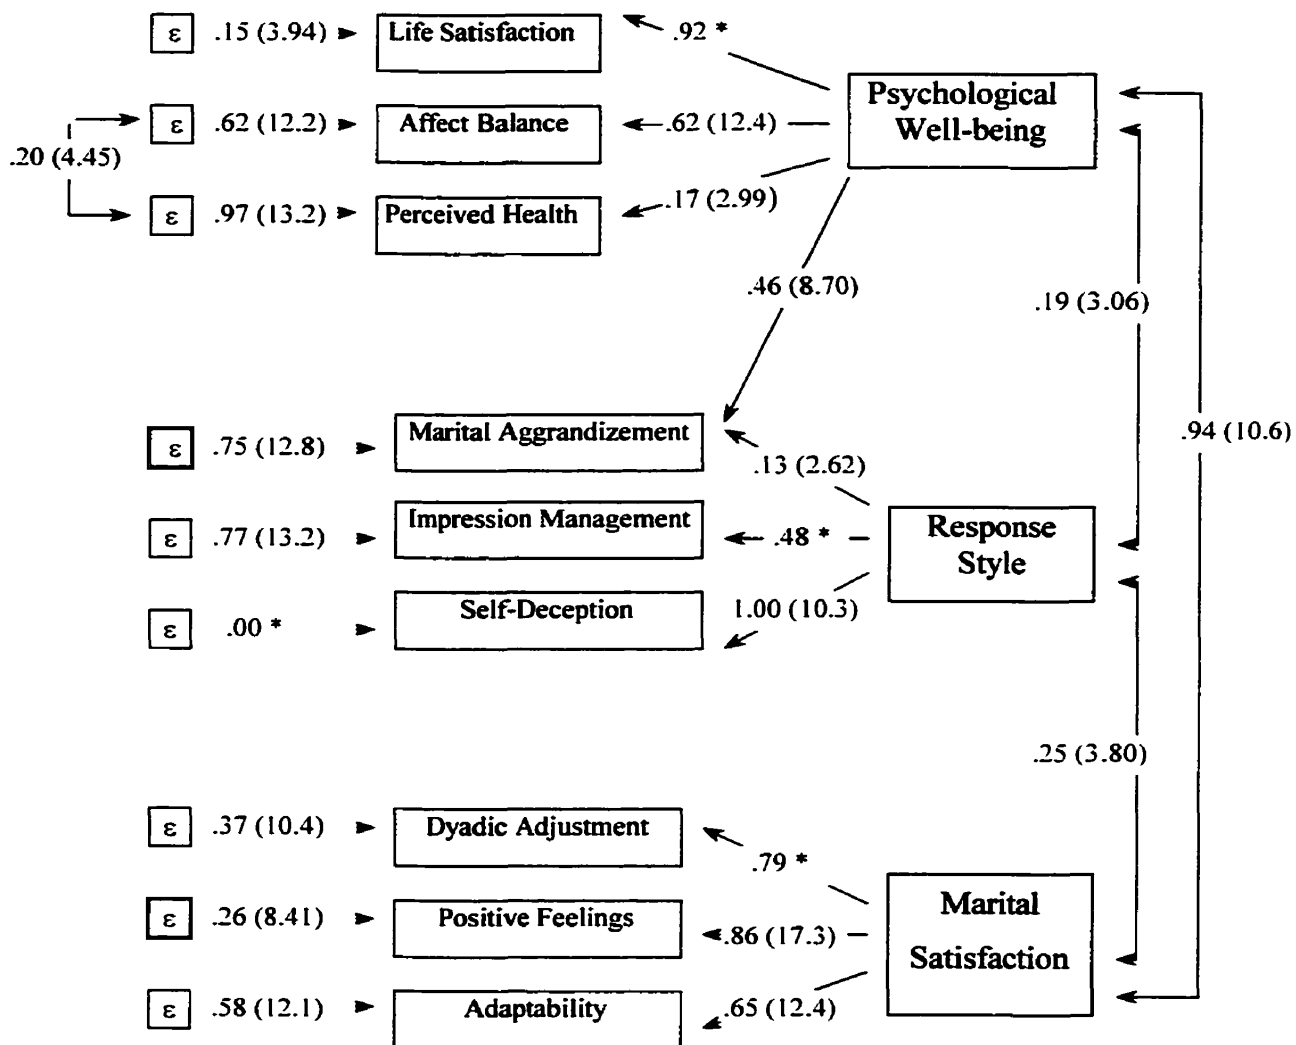 ε .15 (3.94) Life Satisfaction .92 *
Psychological
Well-being
ε .62 (12.2) Affect Balance .62 (12.4)
.20 (4.45)
ε .97 (13.2) Perceived Health .17 (2.99)
.46 (8.70)
.19 (3.06)
.94 (10.6)
ε .75 (12.8) Marital Aggrandizement
.13 (2.62)
ε .77 (13.2) Impression Management .48 *
Response
Style
ε .00 * Self-Deception 1.00 (10.3)
.25 (3.80)
ε .37 (10.4) Dyadic Adjustment
.79 *
ε .26 (8.41) Positive Feelings .86 (17.3)
Marital
Satisfaction
ε .58 (12.1) Adaptability .65 (12.4)